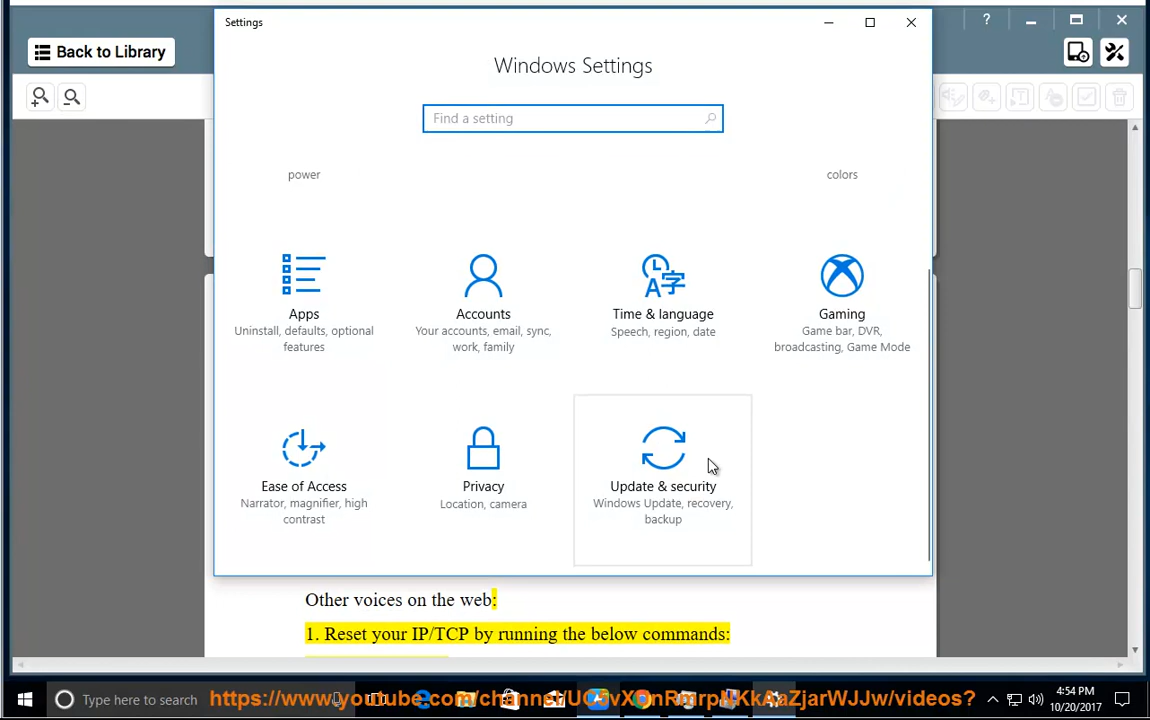 Settings
?
Back to Library
Windows Settings
Find a setting
power
colors
Apps
Uninstall, defaults, optional
features
Accounts
Your accounts, email, sync,
work, family
Time & language
Speech, region, date
Gaming
Game bar, DVR,
broadcasting, Game Mode
Ease of Access
Narrator, magnifier, high
contrast
Privacy
Location, camera
Update & security
Windows Update, recovery,
backup
Other voices on the web:
1. Reset your IP/TCP by running the below commands:
Type here to search
4:54 PM
10/20/2017